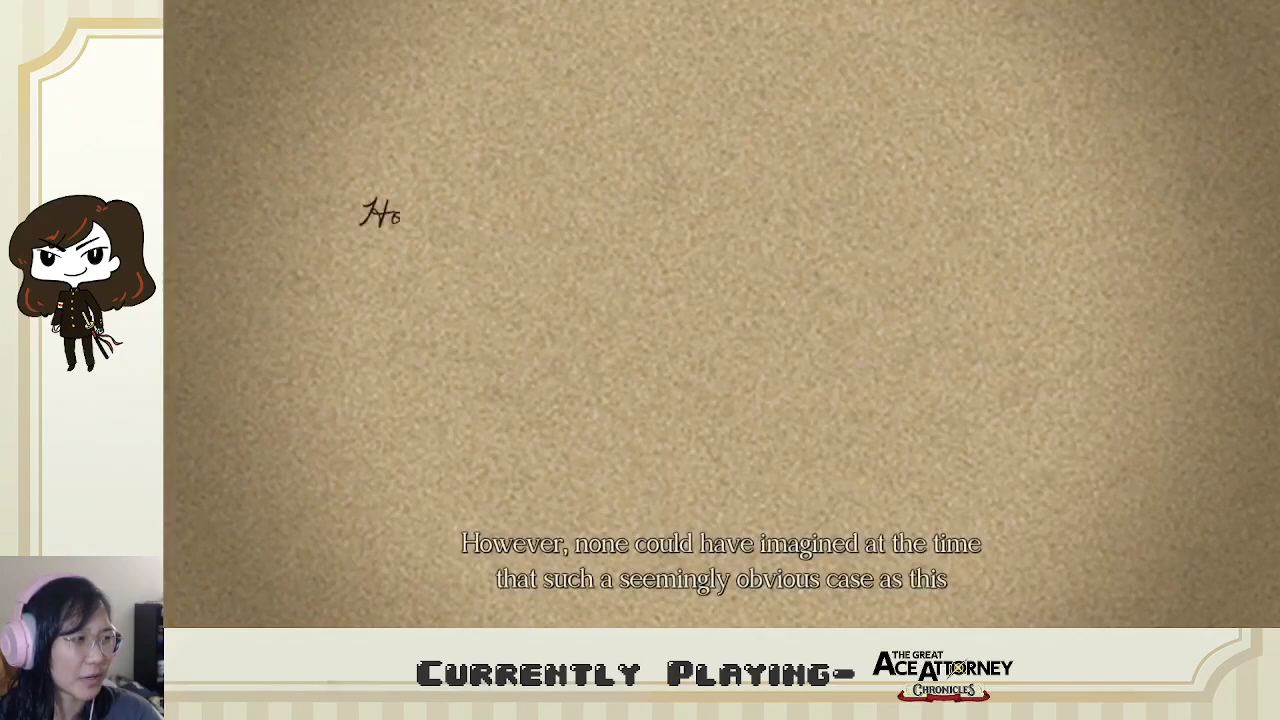 Ho
However, none could have imagined at the time
that such a seemingly obvious case as this
CURRENTLY PLAYING-
THE GREAT
ACE ATTORNEY
CHRONICLES